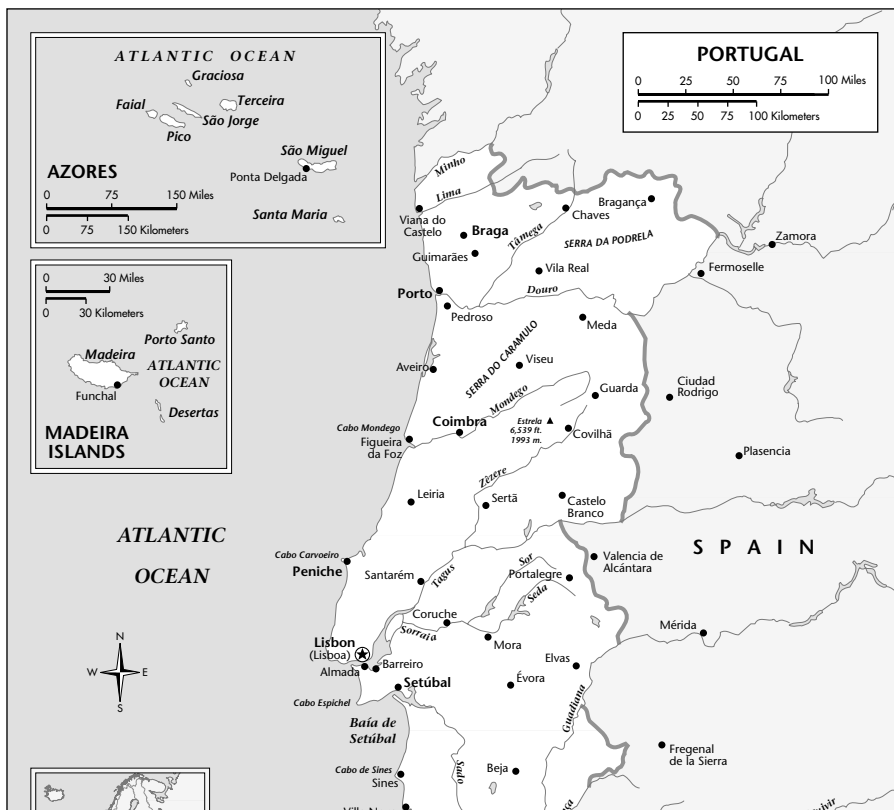 ATLANTIC OCEAN
Graciosa
Faial
Terceira
São Jorge
Pico
São Miguel
AZORES
Ponta Delgada
0 75 150 Miles
0 75 150 Kilometers
Santa Maria
PORTUGAL
0 25 50 75 100 Miles
0 25 50 75 100 Kilometers
0 30 Miles
0 30 Kilometers
Porto Santo
Madeira
ATLANTIC
OCEAN
Funchal
Desertas
MADEIRA
ISLANDS
Minho
Lima
Viana do
Castelo
Braga
Guimarães
Tâmega
Chaves
Bragança
SERRA DA PODRELA
Zamora
Fermoselle
Vila Real
Porto
Douro
Pedroso
Meda
SERRA DO CARAMULO
Viseu
Aveiro
Mondego
Guarda
Ciudad
Rodrigo
Cabo Mondego
Coimbra
Estrela
6,539 ft.
1993 m.
Covilhã
Figueira
da Foz
Plasencia
Zêzere
Leiria
Sertã
Castelo
Branco
ATLANTIC
OCEAN
SPAIN
Cabo Carvoeiro
Peniche
Santarém
Tagus
Sor
Portalegre
Seda
Valencia de
Alcántara
Coruche
Sorraia
Mora
Mérida
Lisbon
(Lisboa)
Almada
Barreiro
Elvas
Setúbal
Évora
Guadiana
Cabo Espichel
N
W E
S
Baía de
Setúbal
Sado
Fregenal
de la Sierra
Cabo de Sines
Sines
Beja